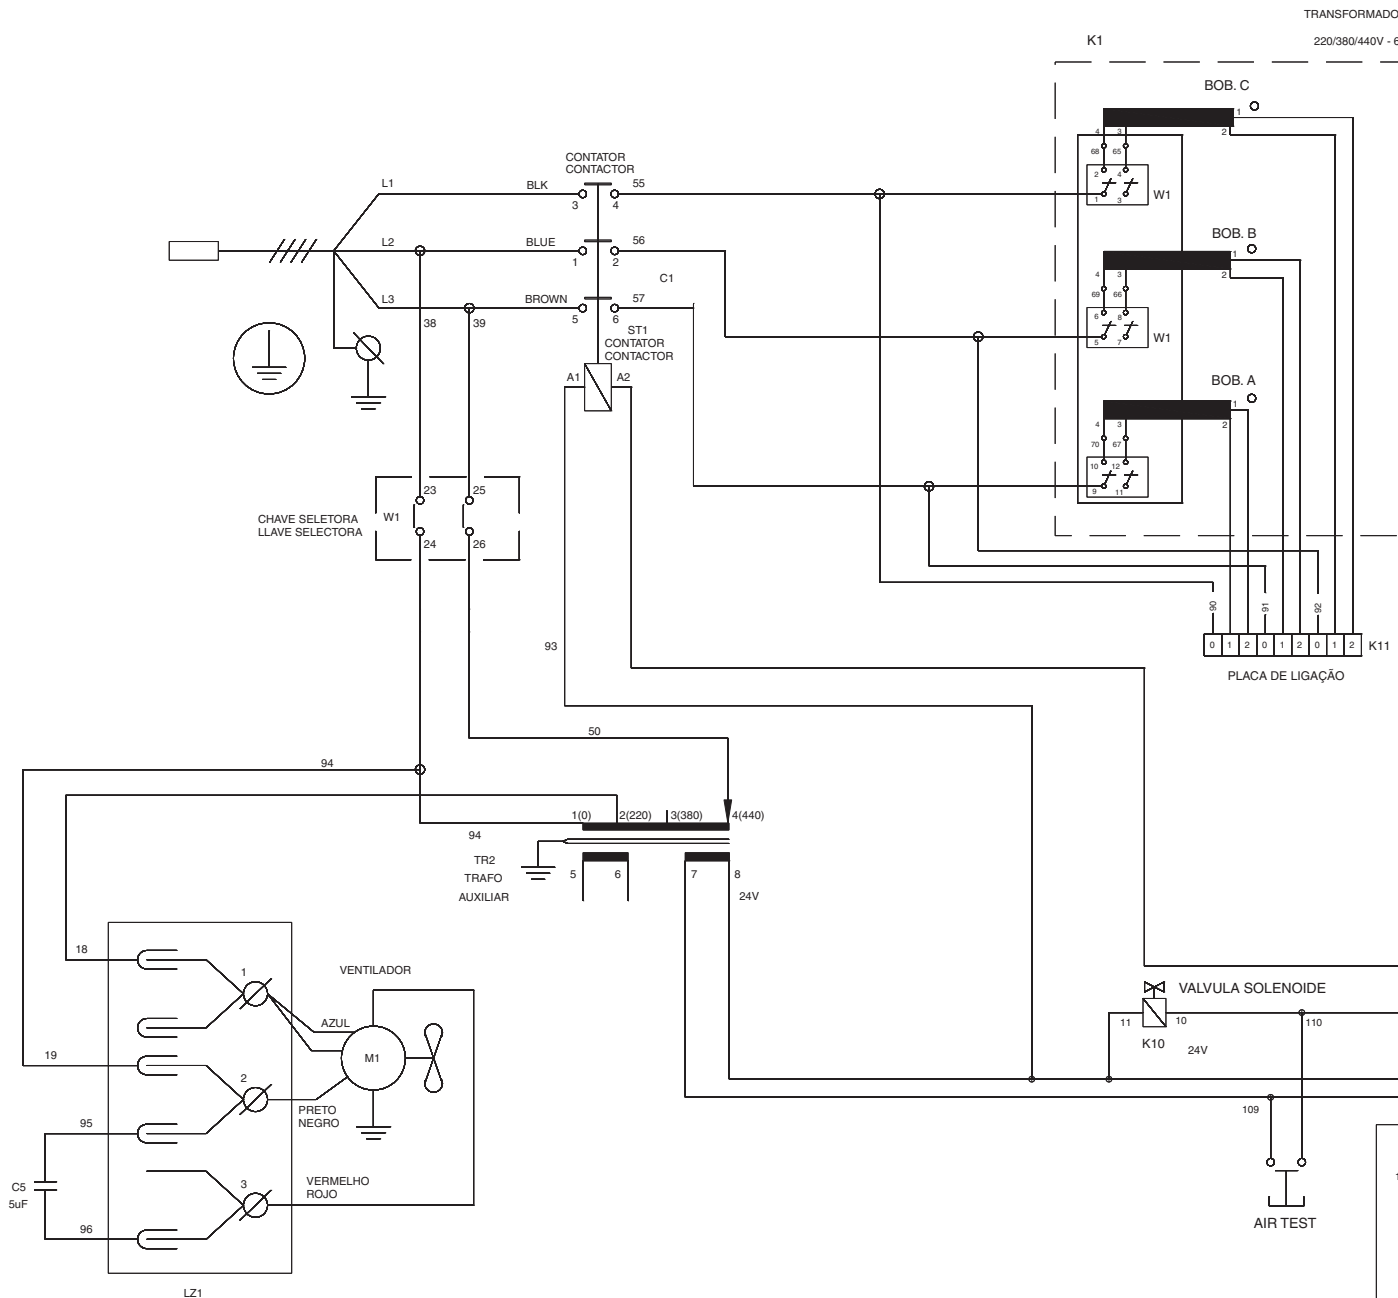 TRANSFORMADO
K1
220/380/440V - 6
BOB. C
1
2
4 3
68 65
2 4
1 3
W1
CONTATOR
CONTACTOR
L1
BLK
3 4
55
L2
BLUE
1 2
56
C1
L3
BROWN
5 6
57
38
39
ST1
CONTATOR
CONTACTOR
A1 A2
BOB. B
1
2
4 3
69 66
6 8
5 7
W1
BOB. A
1
2
4 3
70 67
10 12
9 11
CHAVE SELETORA
LLAVE SELECTORA
W1
23 25
24 26
90
91
92
0 1 2 0 1 2 0 1 2
K11
PLACA DE LIGAÇÃO
93
50
94
1(0) 2(220) 3(380) 4(440)
94
TR2
TRAFO
AUXILIAR
5 6 7 8
24V
18
1
VENTILADOR
AZUL
M1
19
2
PRETO
NEGRO
95
C5
5uF
3
VERMELHO
ROJO
96
LZ1
VALVULA SOLENOIDE
11 10
110
K10
24V
109
AIR TEST